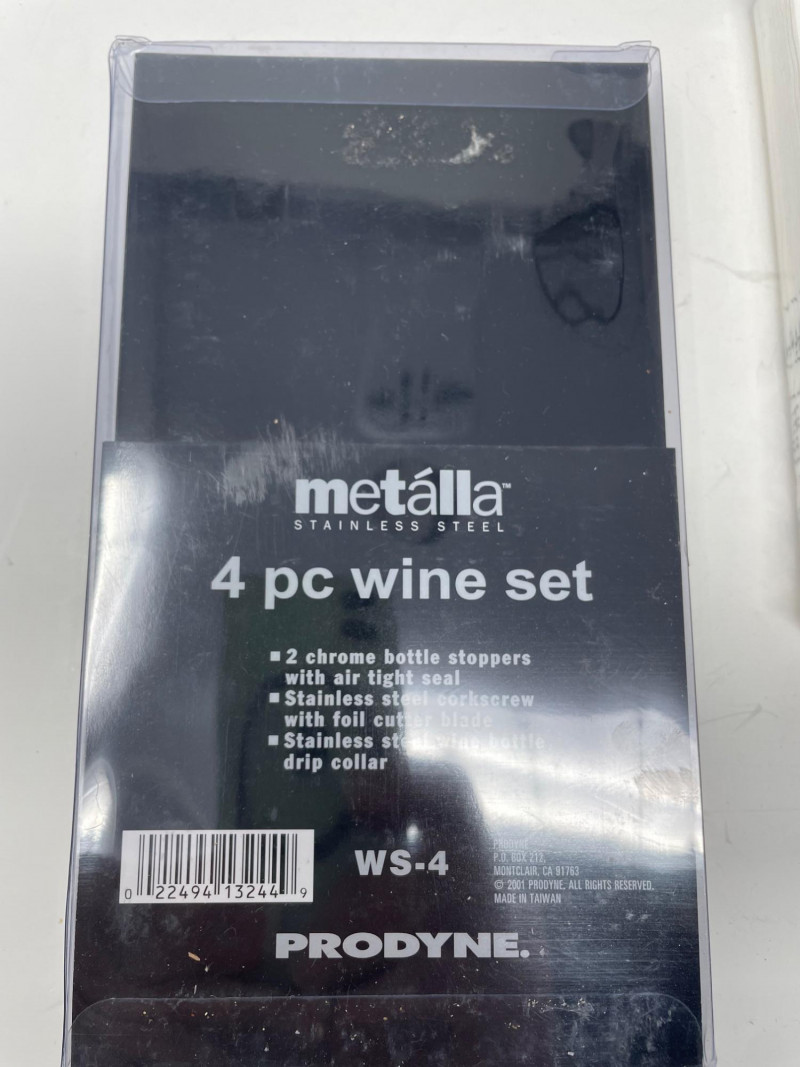 metálla™
STAINLESS STEEL
4 pc wine set
▪ 2 chrome bottle stoppers
with air tight seal
▪ Stainless steel corkscrew
with foil cutter blade
▪ Stainless steel wine bottle
drip collar
0 22494 13244 9
WS-4
PRODYNE
P.O. BOX 212,
MONTCLAIR, CA 91763
© 2001 PRODYNE, ALL RIGHTS RESERVED.
MADE IN TAIWAN
PRODYNE.